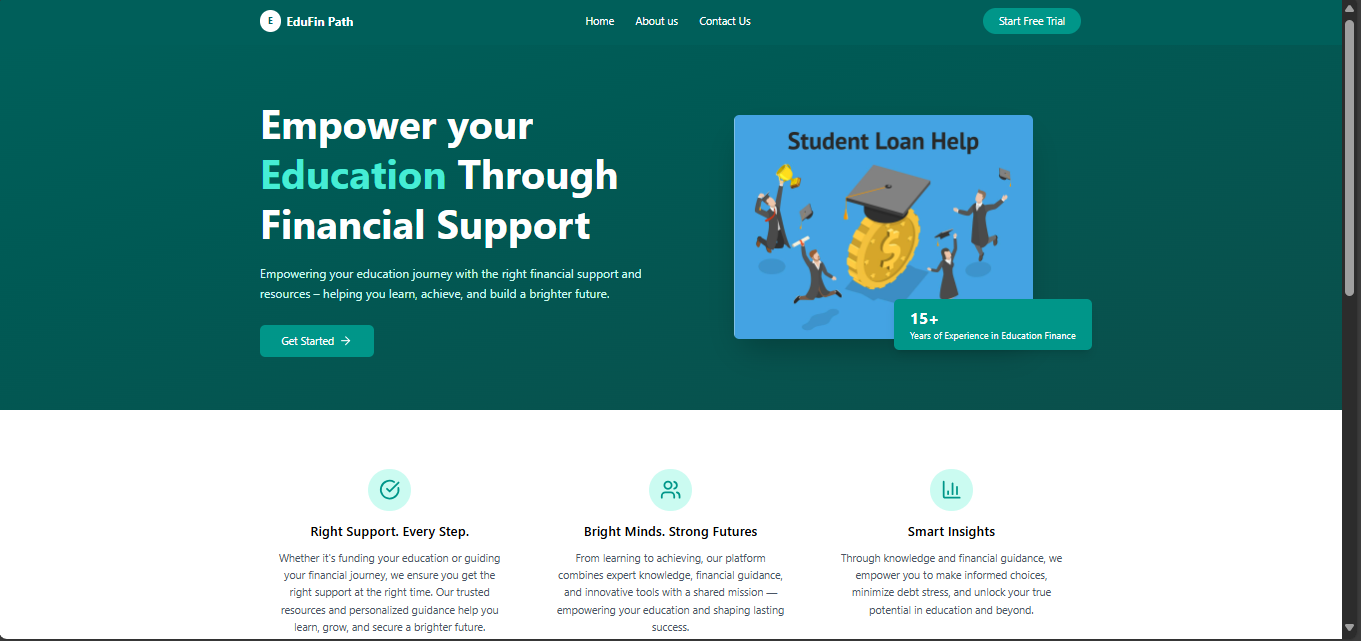 E EduFin Path
Home About us Contact Us
Start Free Trial
Empower your
Education Through
Financial Support
Empowering your education journey with the right financial support and
resources – helping you learn, achieve, and build a brighter future.
Get Started →
Student Loan Help
15+
Years of Experience in Education Finance
Right Support. Every Step.
Whether it's funding your education or guiding
your financial journey, we ensure you get the
right support at the right time. Our trusted
resources and personalized guidance help you
learn, grow, and secure a brighter future.
Bright Minds. Strong Futures
From learning to achieving, our platform
combines expert knowledge, financial guidance,
and innovative tools with a shared mission —
empowering your education and shaping lasting
success.
Smart Insights
Through knowledge and financial guidance, we
empower you to make informed choices,
minimize debt stress, and unlock your true
potential in education and beyond.